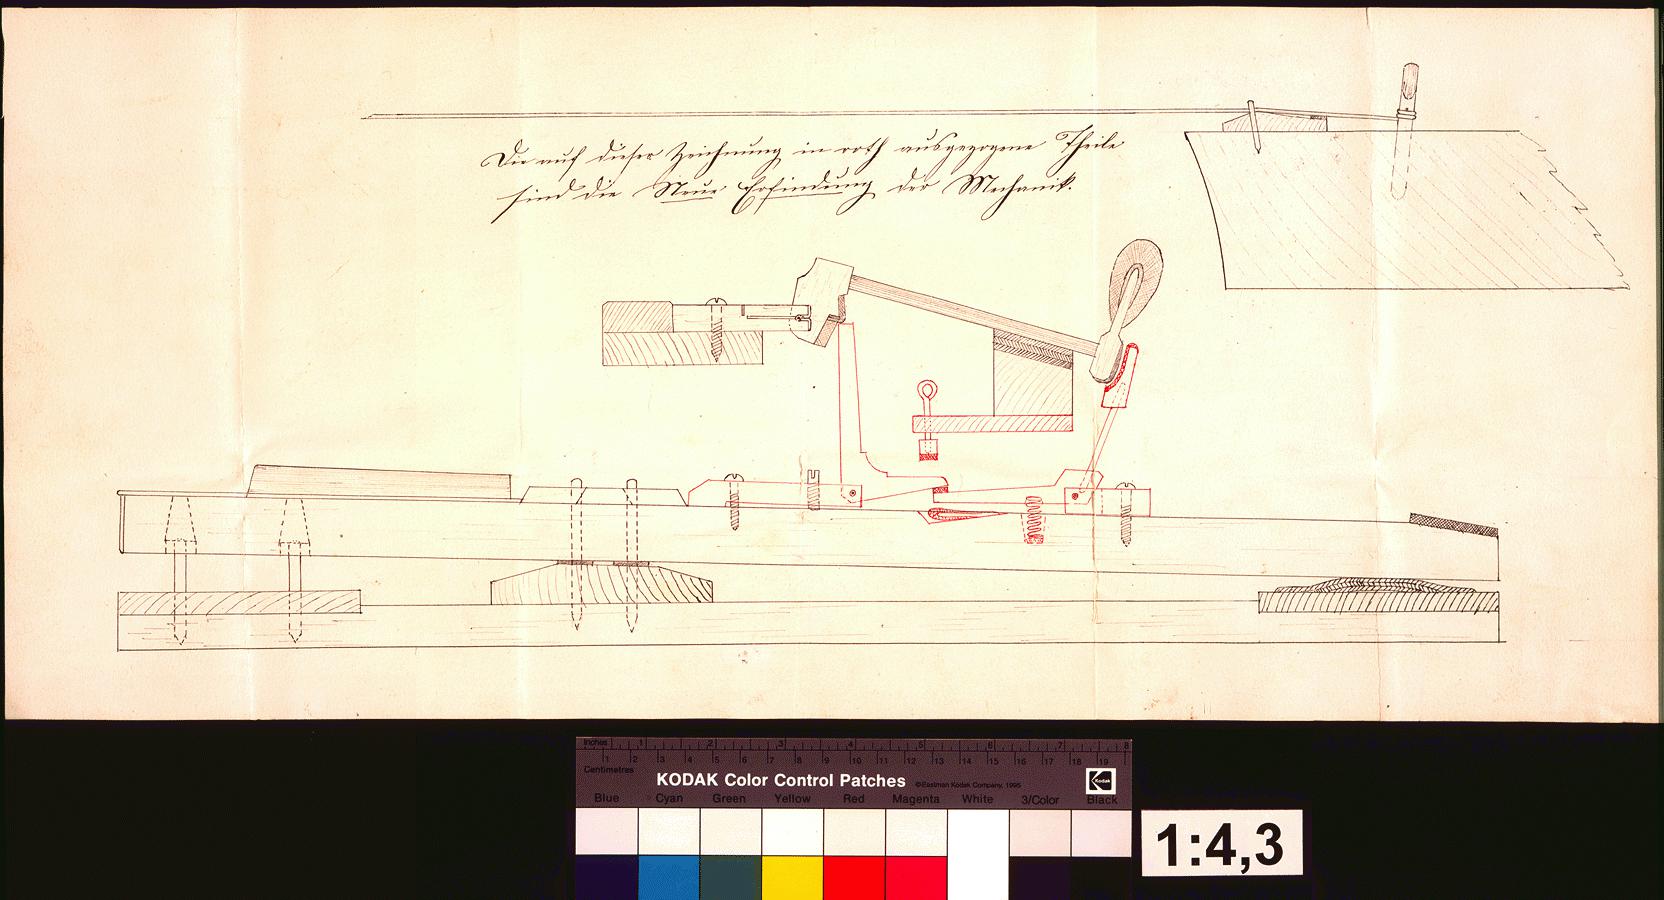 Die auf dieser Zeichnung in roth ausgezogene Theile
sind die Neue Erfindung der Mechanik.
Inches 1 2 3 4 5 6 7 8
Centimetres 1 2 3 4 5 6 7 8 9 10 11 12 13 14 15 16 17 18 19
KODAK Color Control Patches ©Eastman Kodak Company, 1995 Kodak
Blue Cyan Green Yellow Red Magenta White 3/Color Black
1:4,3